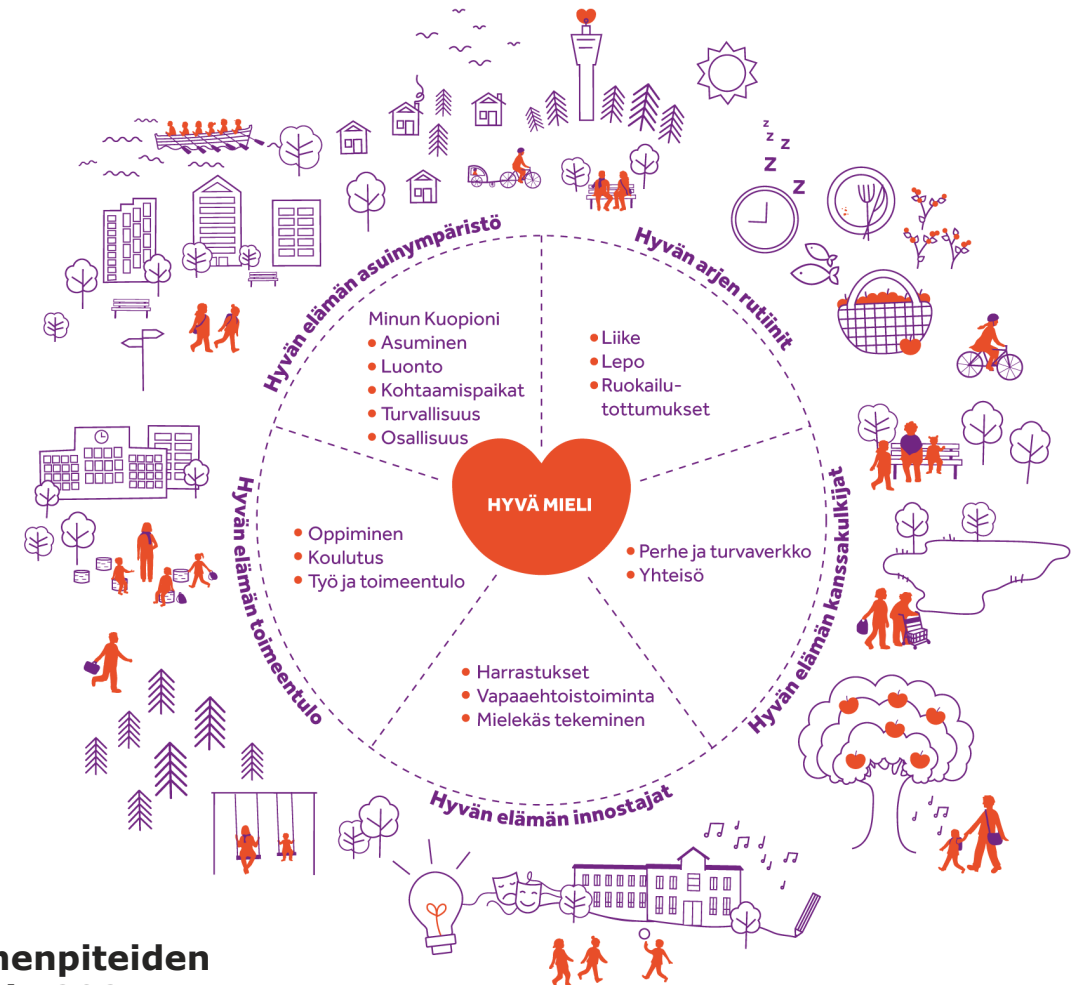 z
z
z
Z
Z
Hyvän elämän asuinympäristö
Minun Kuopioni
Asuminen
Luonto
Kohtaamispaikat
Turvallisuus
Osallisuus
Hyvän arjen rutiinit
Liike
Lepo
Ruokailu-
tottumukset
HYVÄ MIELI
Hyvän elämän kanssakulkijat
Perhe ja turvaverkko
Yhteisö
Hyvän elämän innostajat
Harrastukset
Vapaaehtoistoiminta
Mielekäs tekeminen
Hyvän elämän toimeentulo
Oppiminen
Koulutus
Työ ja toimeentulo